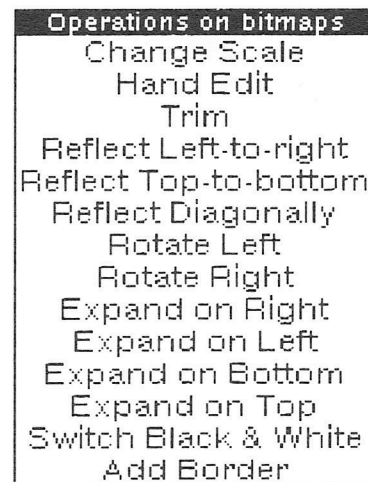 Operations on bitmaps
Change Scale
Hand Edit
Trim
Reflect Left-to-right
Reflect Top-to-bottom
Reflect Diagonally
Rotate Left
Rotate Right
Expand on Right
Expand on Left
Expand on Bottom
Expand on Top
Switch Black & White
Add Border